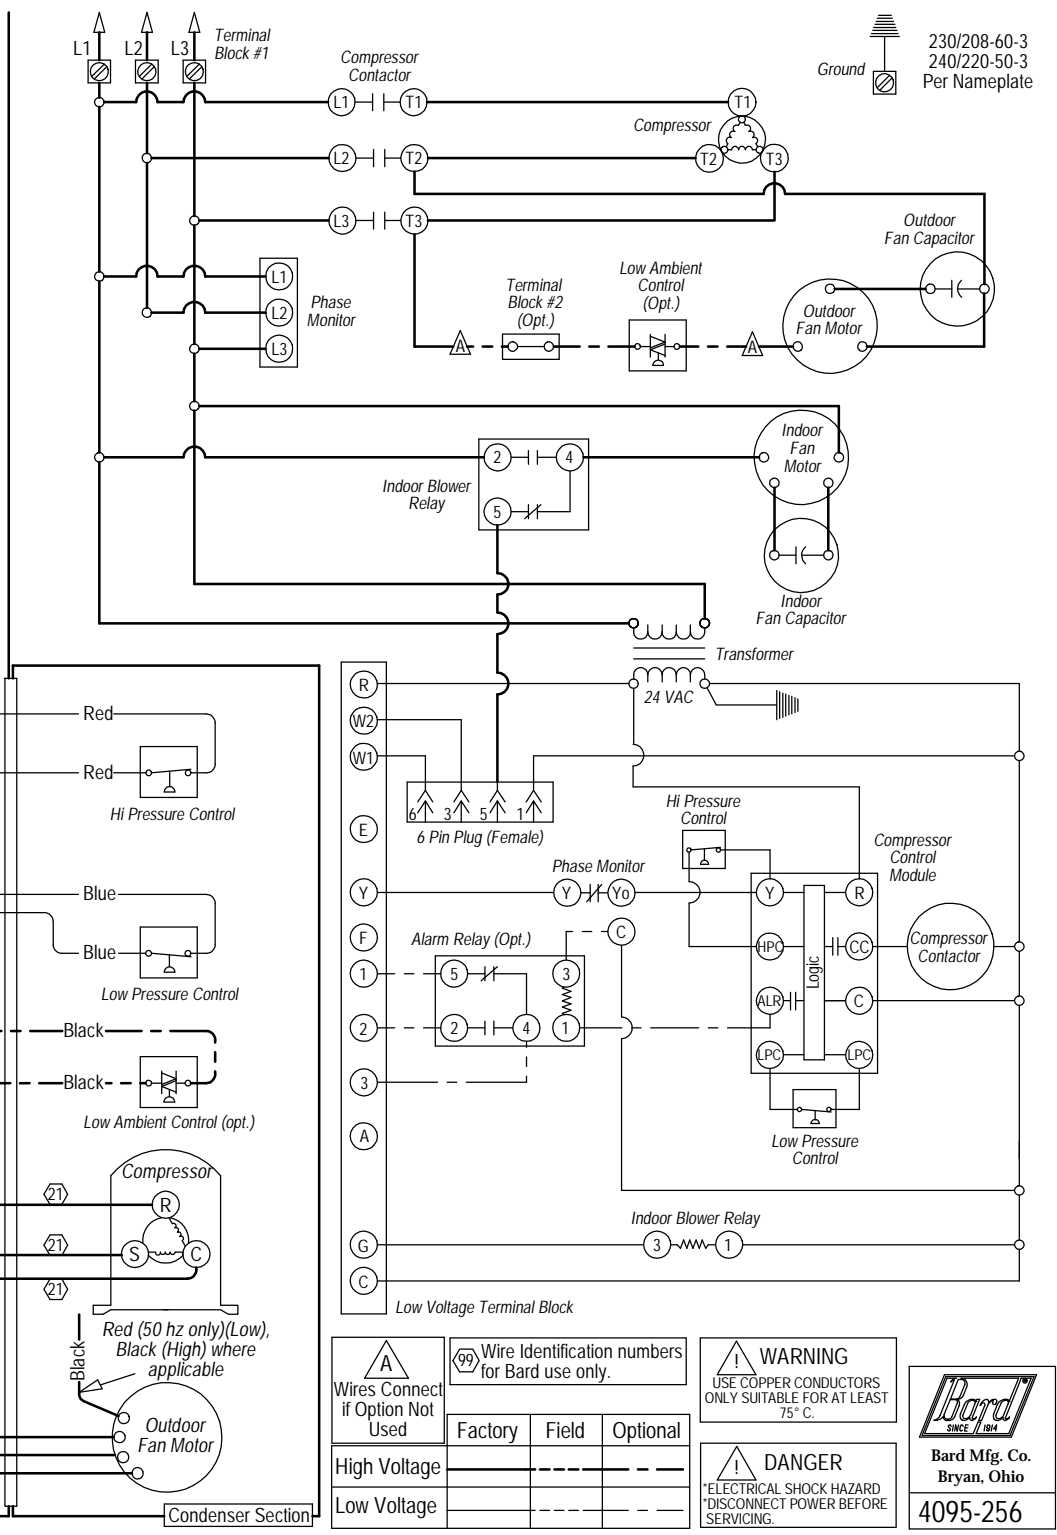 L1 L2 L3 Terminal
Block #1
Ground
230/208-60-3
240/220-50-3
Per Nameplate
Compressor
Contactor
L1 T1 T1
Compressor
L2 T2 T2 T3
L3 T3
Outdoor
Fan Capacitor
L1
L2
L3
Phase
Monitor
Terminal
Block #2
(Opt.)
Low Ambient
Control
(Opt.)
Outdoor
Fan Motor
A A
Indoor
Fan
Motor
2 4
5
Indoor Blower
Relay
Indoor
Fan Capacitor
Transformer
24 VAC
R
W2
W1
E
Y
F
1
2
3
A
G
C
Low Voltage Terminal Block
6 3 5 1
6 Pin Plug (Female)
Hi Pressure
Control
Compressor
Control
Module
Phase Monitor
Y Yo
C
Alarm Relay (Opt.)
5 3
2 4 1
Y R
HPC CC
ALR C
LPC LPC
Logic
Compressor
Contactor
Low Pressure
Control
Indoor Blower Relay
3 1
Red
Red
Hi Pressure Control
Blue
Blue
Low Pressure Control
Black
Black
Low Ambient Control (opt.)
Compressor
21 R
21 S C
21
Red (50 hz only)(Low),
Black (High) where
applicable
Black
Outdoor
Fan Motor
Condenser Section
A
Wires Connect
if Option Not
Used
99 Wire Identification numbers
for Bard use only.
Factory Field Optional
High Voltage
Low Voltage
! WARNING
USE COPPER CONDUCTORS
ONLY SUITABLE FOR AT LEAST
75° C.
! DANGER
*ELECTRICAL SHOCK HAZARD
*DISCONNECT POWER BEFORE
SERVICING.
Bard ®
SINCE 1914
Bard Mfg. Co.
Bryan, Ohio
4095-256